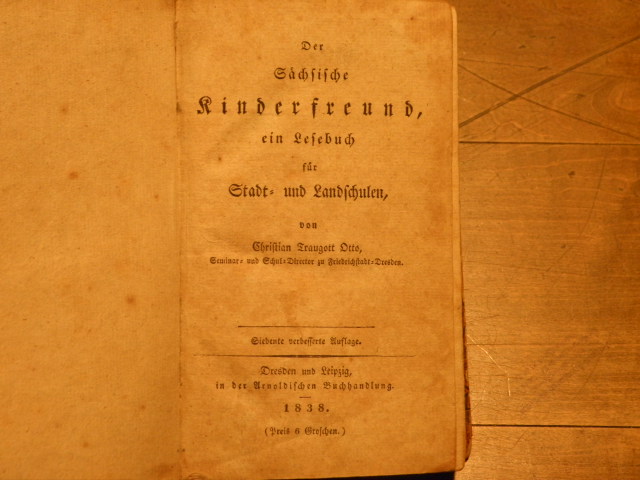 Der
Sächsische
Kinderfreund,
ein Lesebuch
für
Stadt- und Landschulen,
von
Christian Traugott Otto,
Seminar- und Schul-Director zu Friedrichstadt-Dresden.
Siebente verbesserte Auflage.
Dresden und Leipzig,
in der Arnoldischen Buchhandlung.
1838.
(Preis 6 Groschen.)